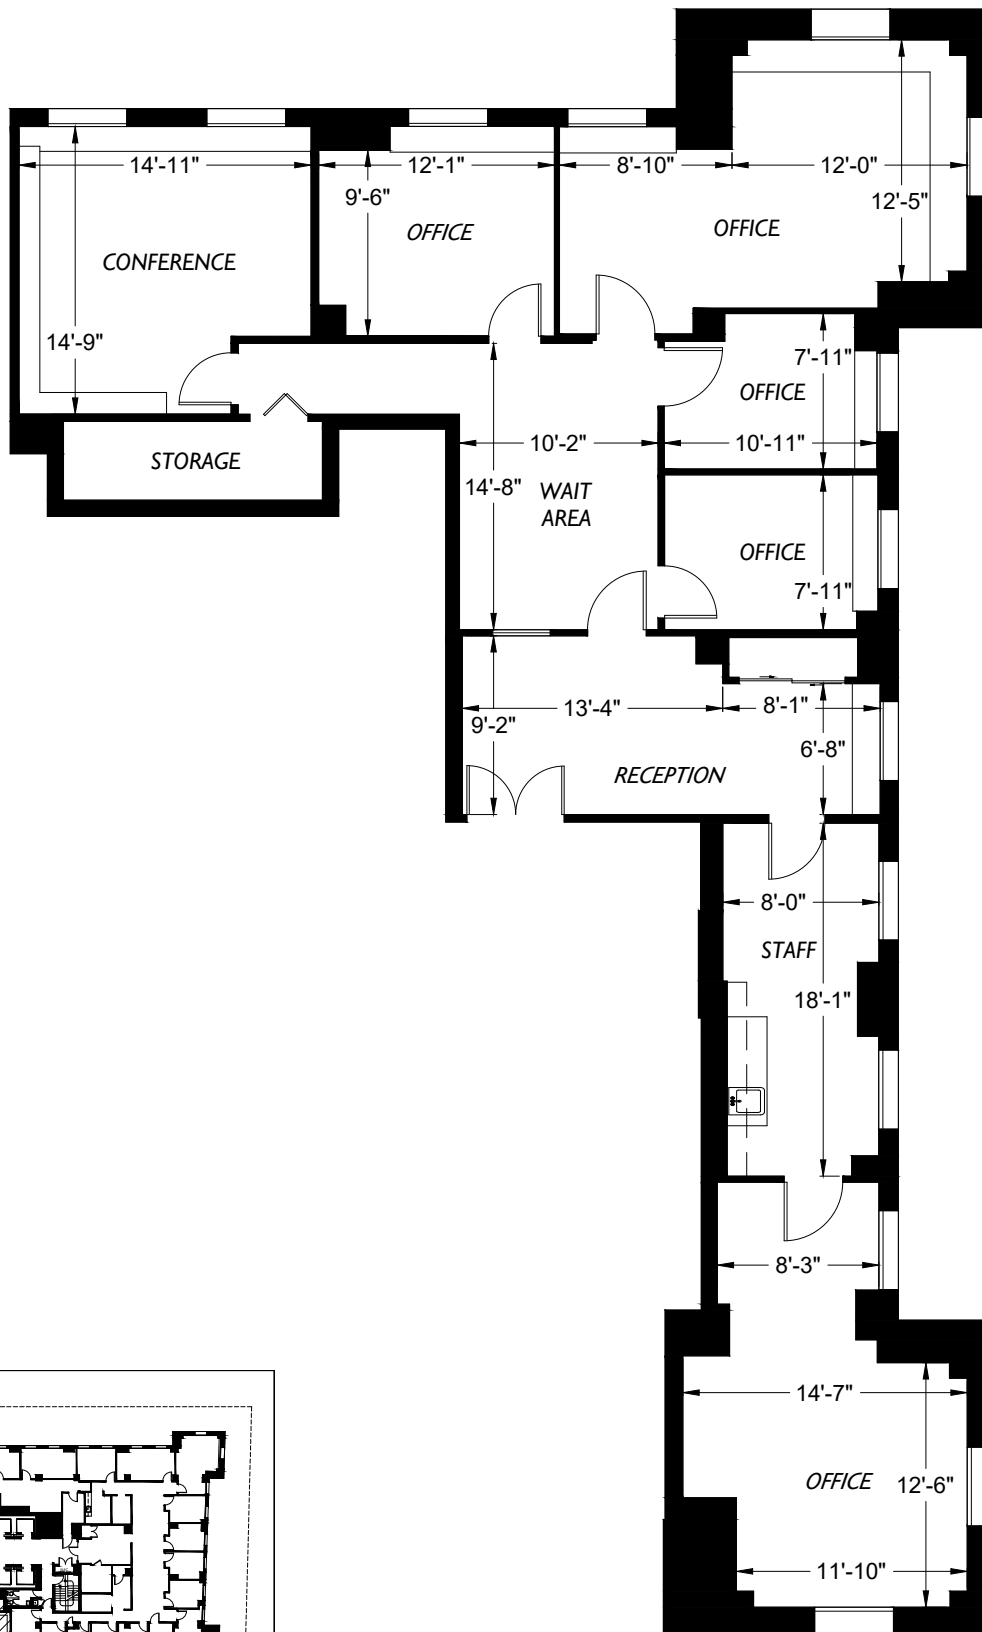 14'-11"
12'-1"
8'-10"
12'-0"
9'-6"
12'-5"
OFFICE
OFFICE
CONFERENCE
14'-9"
7'-11"
OFFICE
10'-2"
10'-11"
STORAGE
14'-8"
WAIT
AREA
OFFICE
7'-11"
13'-4"
8'-1"
9'-2"
6'-8"
RECEPTION
8'-0"
STAFF
18'-1"
8'-3"
14'-7"
OFFICE
12'-6"
11'-10"